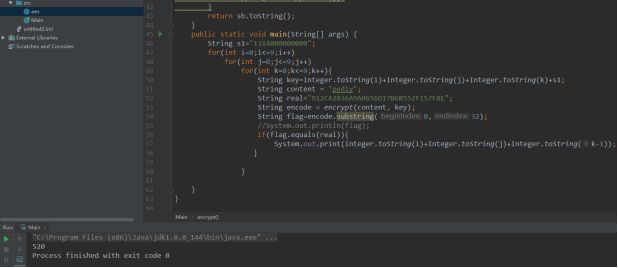 src
aes
Main
untitled2.iml
External Libraries
Scratches and Consoles
42 }
43 return sb.toString();
44 }
45 public static void main(String[] args) {
46 String s1="1314000000000";
47 for(int i=0;i<=9;i++)
48 for(int j=0;j<=9;j++)
49 for(int k=0;k<=9;k++){
50 String key=Integer.toString(i)+Integer.toString(j)+Integer.toString(k)+s1;
51 String content = "pediy";
52 String real="912CA2036A9A0656D17B6B552F157F8E";
53 String encode = encrypt(content, key);
54 String flag=encode.substring( beginIndex: 0, endIndex: 32);
55 //System.out.println(flag);
56 if(flag.equals(real)){
57 System.out.print(Integer.toString(i)+Integer.toString(j)+Integer.toString( i: k-1));
58 }
59
60 }
61
62 }
63 }
64
Main › encrypt()
Run: Main ×
"C:\Program Files (x86)\Java\jdk1.8.0_144\bin\java.exe" ...
520
Process finished with exit code 0